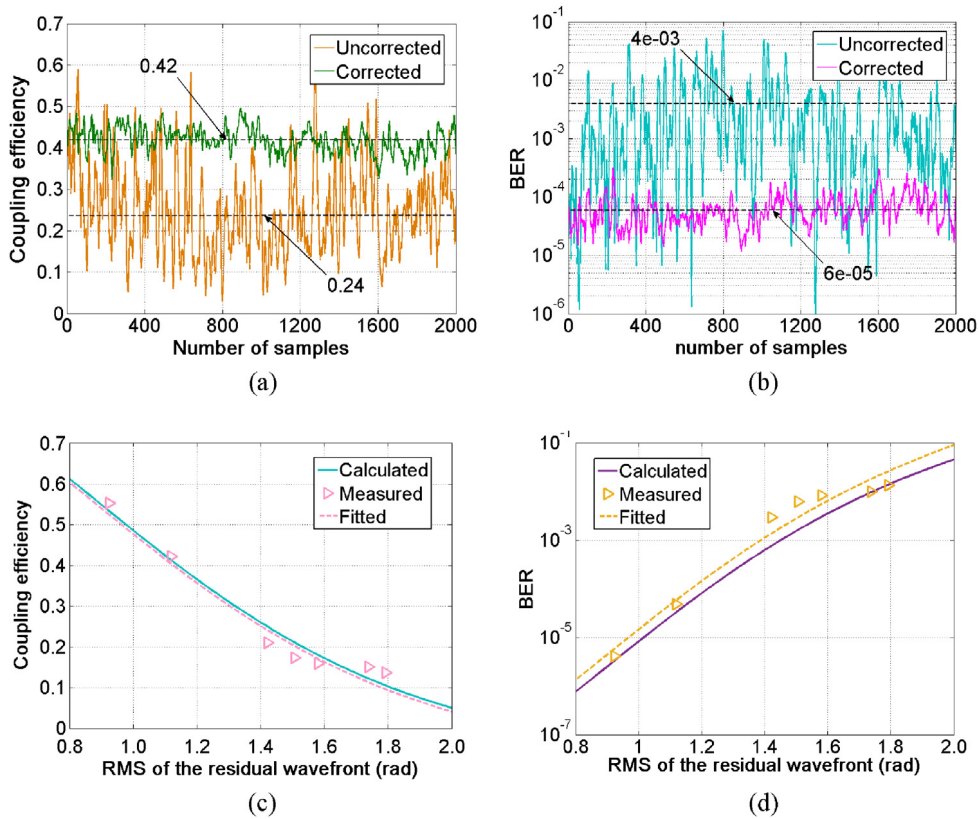 0.7
0.6
0.5
0.4
0.3
0.2
0.1
0
Coupling efficiency
Uncorrected
Corrected
0.42
0.24
0 400 800 1200 1600 2000
Number of samples
(a)
10^-1
10^-2
10^-3
10^-4
10^-5
10^-6
BER
4e-03
Uncorrected
Corrected
6e-05
0 400 800 1200 1600 2000
number of samples
(b)
0.7
0.6
0.5
0.4
0.3
0.2
0.1
0
Coupling efficiency
Calculated
Measured
Fitted
0.8 1.0 1.2 1.4 1.6 1.8 2.0
RMS of the residual wavefront (rad)
(c)
10^-1
10^-3
10^-5
10^-7
BER
Calculated
Measured
Fitted
0.8 1.0 1.2 1.4 1.6 1.8 2.0
RMS of the residual wavefront (rad)
(d)